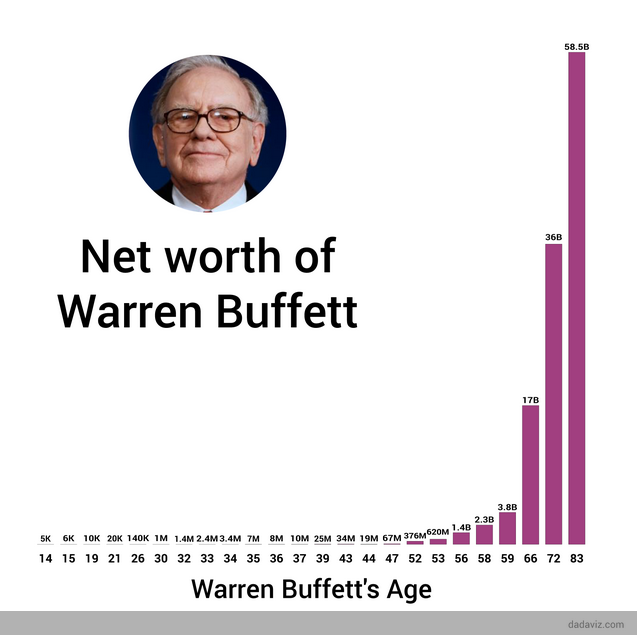 Net worth of
Warren Buffett
58.5B
36B
17B
5K 6K 10K 20K 140K 1M 1.4M 2.4M 3.4M 7M 8M 10M 25M 34M 19M 67M 376M 620M 1.4B 2.3B 3.8B
14 15 19 21 26 30 32 33 34 35 36 37 39 43 44 47 52 53 56 58 59 66 72 83
Warren Buffett's Age
dadaviz.com